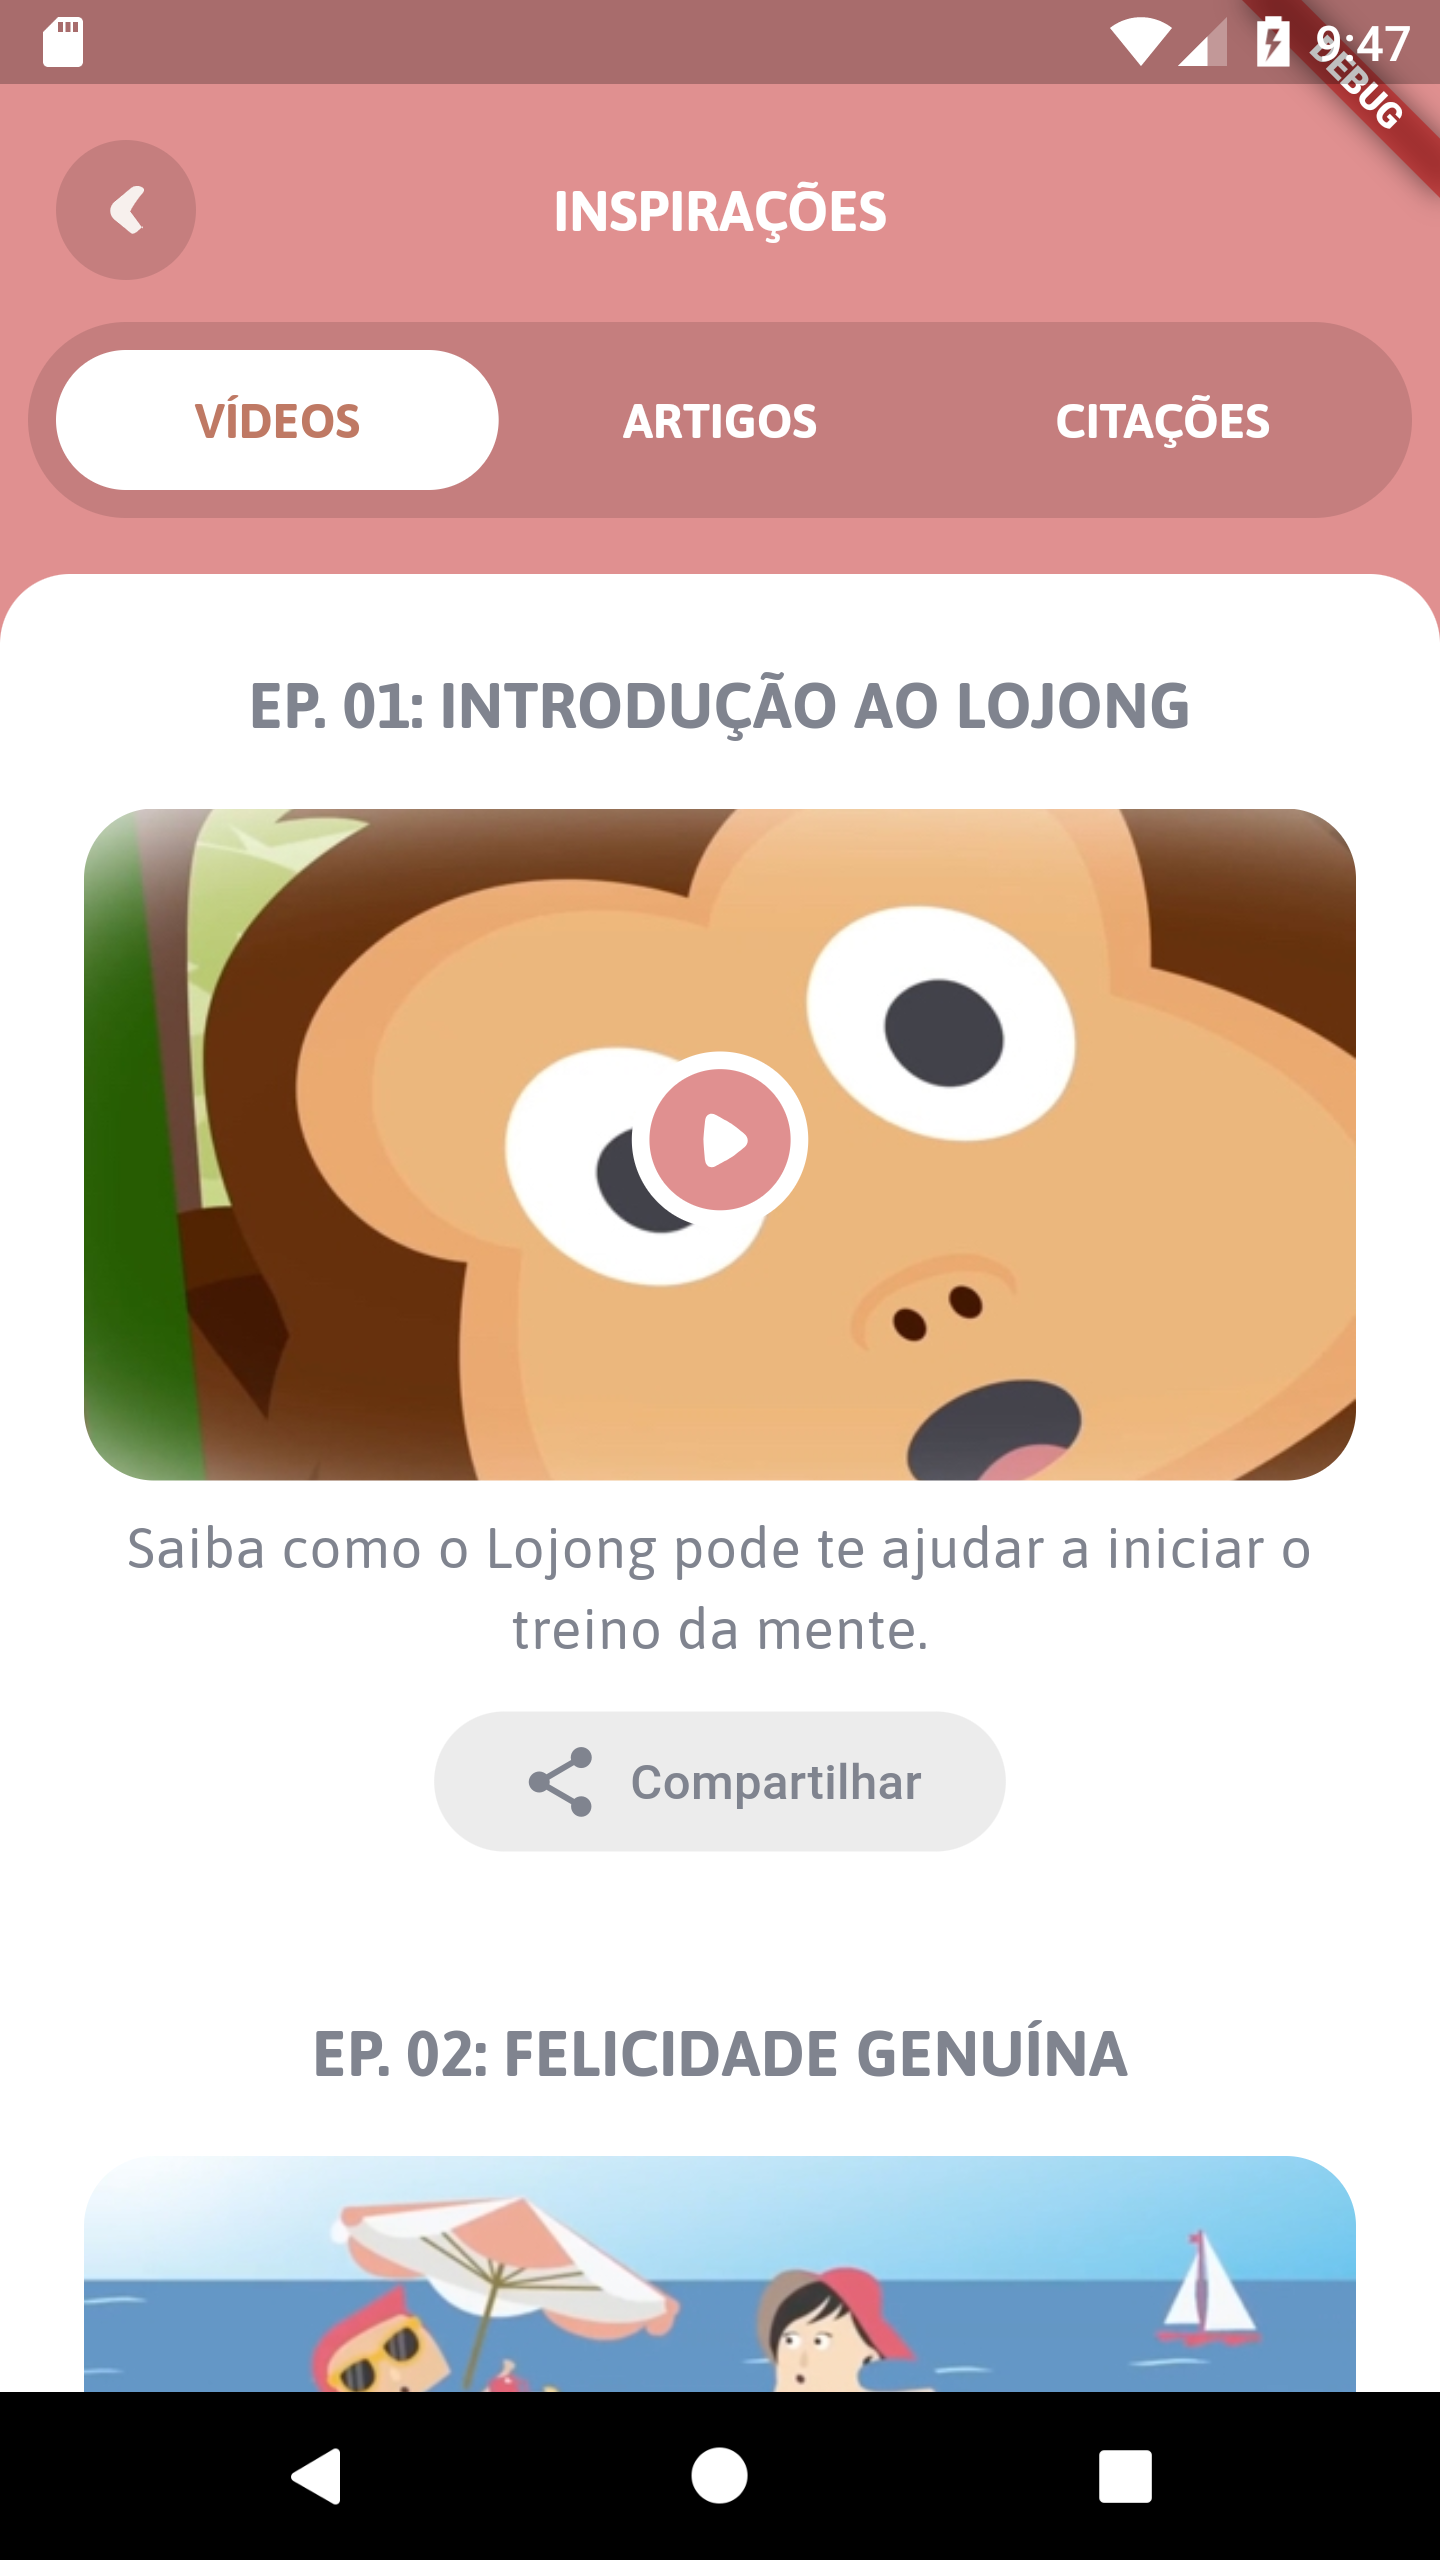 9:47
DEBUG
INSPIRAÇÕES
VÍDEOS ARTIGOS CITAÇÕES
EP. 01: INTRODUÇÃO AO LOJONG
Saiba como o Lojong pode te ajudar a iniciar o
treino da mente.
Compartilhar
EP. 02: FELICIDADE GENUÍNA